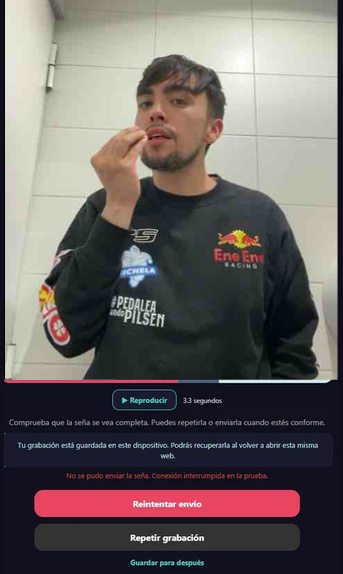 Ene Ene
RACING
#PEDALEA
PILSEN
▶ Reproducir
3.3 segundos
Comprueba que la seña se vea completa. Puedes repetirla o enviarla cuando estés conforme.
Tu grabación está guardada en este dispositivo. Podrás recuperarla al volver a abrir esta misma
web.
No se pudo enviar la seña. Conexión interrumpida en la prueba.
Reintentar envío
Repetir grabación
Guardar para después